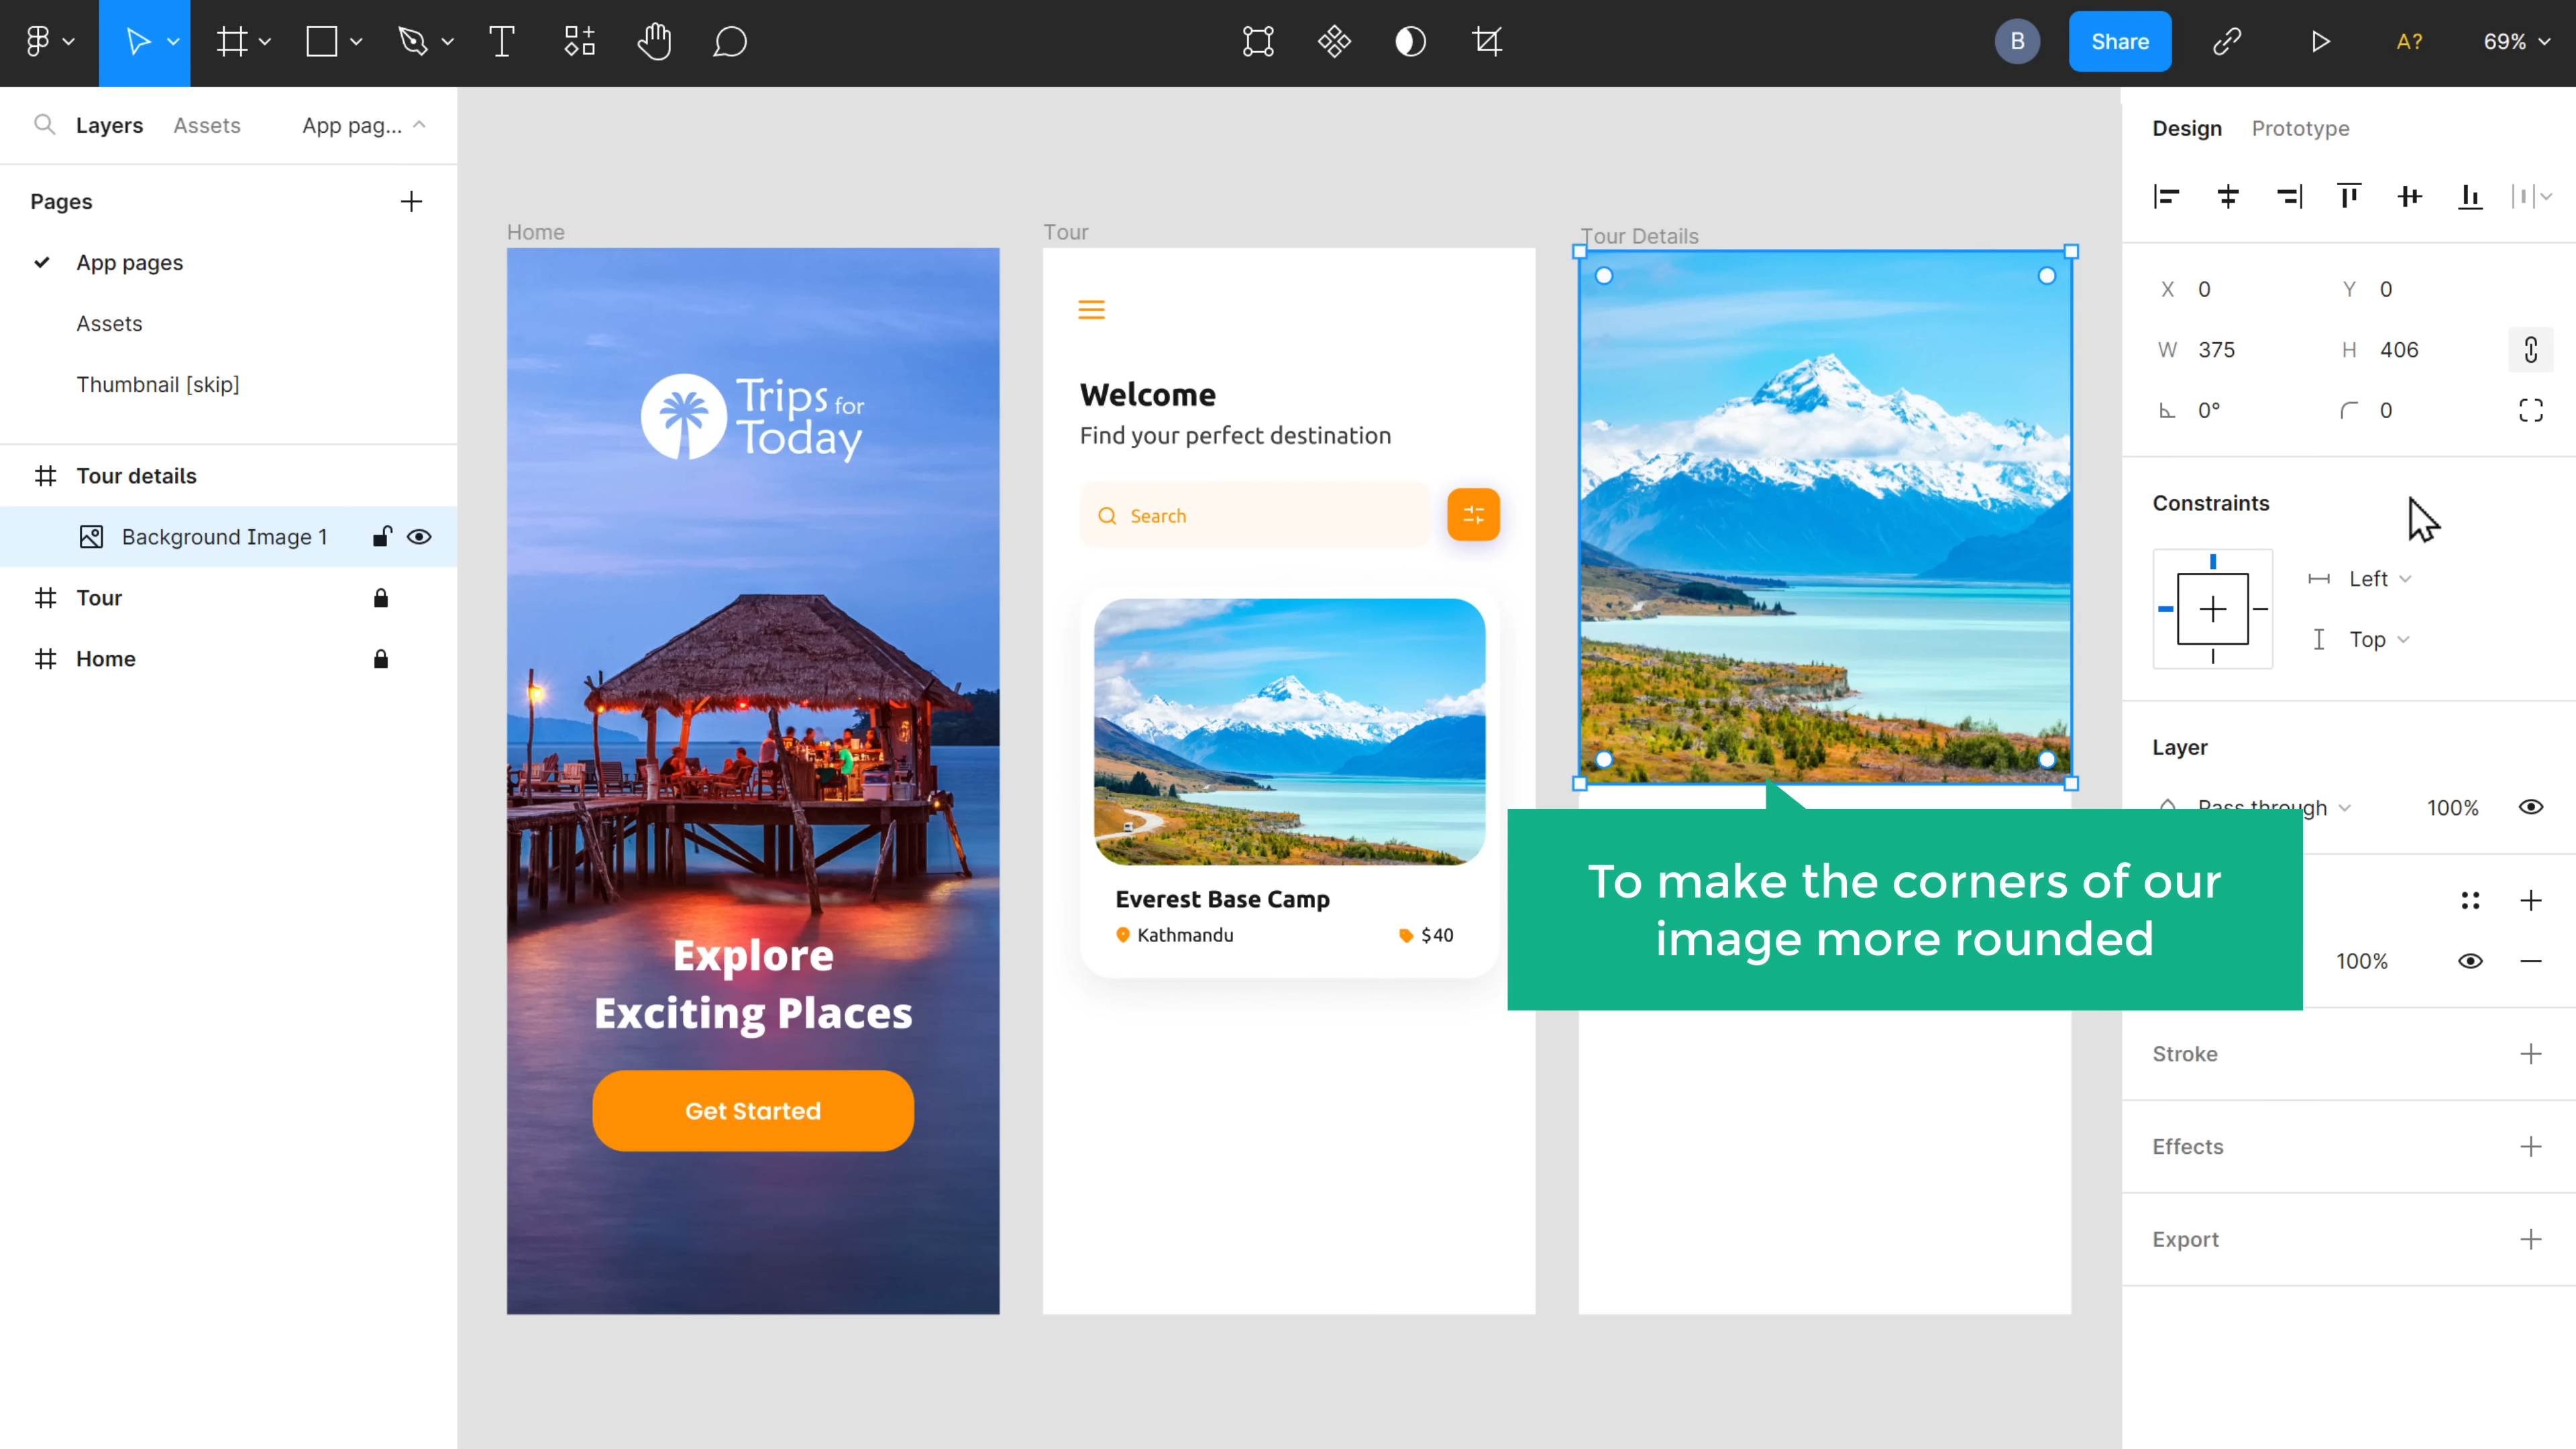 B
Share
A?
69%
Layers
Assets
App pag...
Pages
App pages
Assets
Thumbnail [skip]
Tour details
Background Image 1
Tour
Home
Home
Trips for
Today
Explore
Exciting Places
Get Started
Tour
Welcome
Find your perfect destination
Search
Everest Base Camp
Kathmandu
$40
Tour Details
To make the corners of our
image more rounded
Design
Prototype
X 0
Y 0
W 375
H 406
0°
0
Constraints
Left
Top
Layer
Pass through
100%
100%
Stroke
Effects
Export